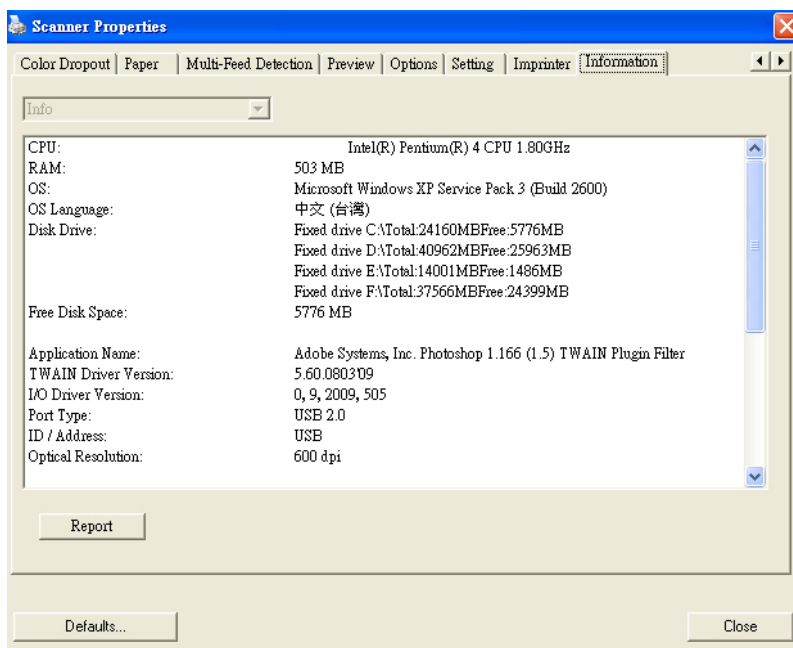 Scanner Properties
Color Dropout Paper Multi-Feed Detection Preview Options Setting Imprinter Information
Info
CPU: Intel(R) Pentium(R) 4 CPU 1.80GHz
RAM: 503 MB
OS: Microsoft Windows XP Service Pack 3 (Build 2600)
OS Language: 中文 (台灣)
Disk Drive: Fixed drive C:\Total:24160MBFree:5776MB
Fixed drive D:\Total:40962MBFree:25963MB
Fixed drive E:\Total:14001MBFree:1486MB
Fixed drive F:\Total:37566MBFree:24399MB
Free Disk Space: 5776 MB
Application Name: Adobe Systems, Inc. Photoshop 1.166 (1.5) TWAIN Plugin Filter
TWAIN Driver Version: 5.60.0803'09
I/O Driver Version: 0, 9, 2009, 505
Port Type: USB 2.0
ID / Address: USB
Optical Resolution: 600 dpi
Report
Defaults... Close